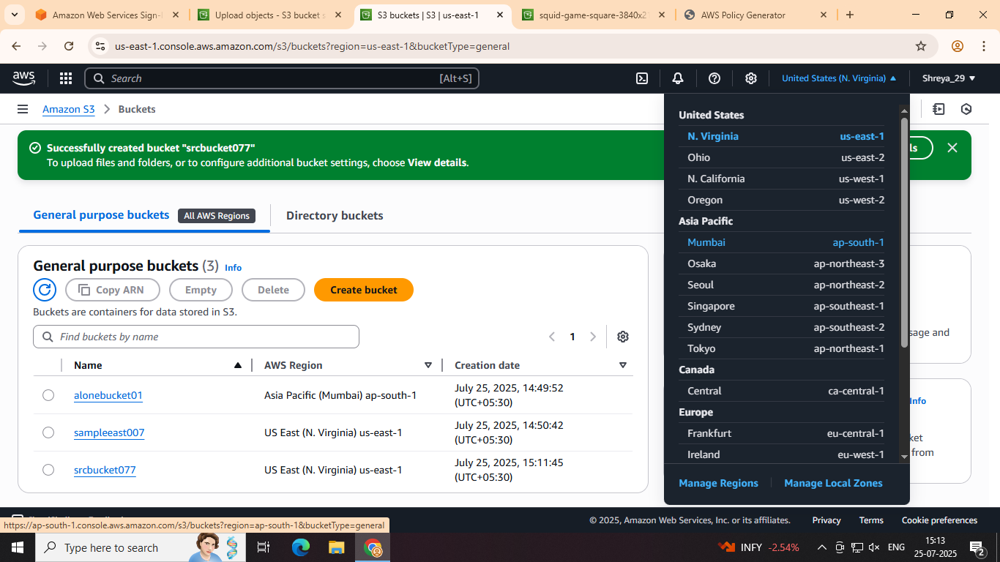 Amazon Web Services Sign-
Upload objects - S3 bucket s
S3 buckets | S3 | us-east-1
squid-game-square-3840x2
AWS Policy Generator
us-east-1.console.aws.amazon.com/s3/buckets?region=us-east-1&bucketType=general
aws
Search
[Alt+S]
United States (N. Virginia)
Shreya_29
Amazon S3
Buckets
Successfully created bucket "srcbucket077"
To upload files and folders, or to configure additional bucket settings, choose View details.
ls
General purpose buckets
All AWS Regions
Directory buckets
General purpose buckets (3) Info
Copy ARN
Empty
Delete
Create bucket
Buckets are containers for data stored in S3.
Find buckets by name
1
Name
AWS Region
Creation date
alonebucket01
Asia Pacific (Mumbai) ap-south-1
July 25, 2025, 14:49:52
(UTC+05:30)
sampleeast007
US East (N. Virginia) us-east-1
July 25, 2025, 14:50:42
(UTC+05:30)
srcbucket077
US East (N. Virginia) us-east-1
July 25, 2025, 15:11:45
(UTC+05:30)
United States
N. Virginia us-east-1
Ohio us-east-2
N. California us-west-1
Oregon us-west-2
Asia Pacific
Mumbai ap-south-1
Osaka ap-northeast-3
Seoul ap-northeast-2
Singapore ap-southeast-1
Sydney ap-southeast-2
Tokyo ap-northeast-1
Canada
Central ca-central-1
Europe
Frankfurt eu-central-1
Ireland eu-west-1
Manage Regions
Manage Local Zones
sage and
Info
ket
from
© 2025, Amazon Web Services, Inc. or its affiliates.
Privacy
Terms
Cookie preferences
https://ap-south-1.console.aws.amazon.com/s3/buckets?region=ap-south-1&bucketType=general
Type here to search
INFY -2.54%
ENG
15:13
25-07-2025
2